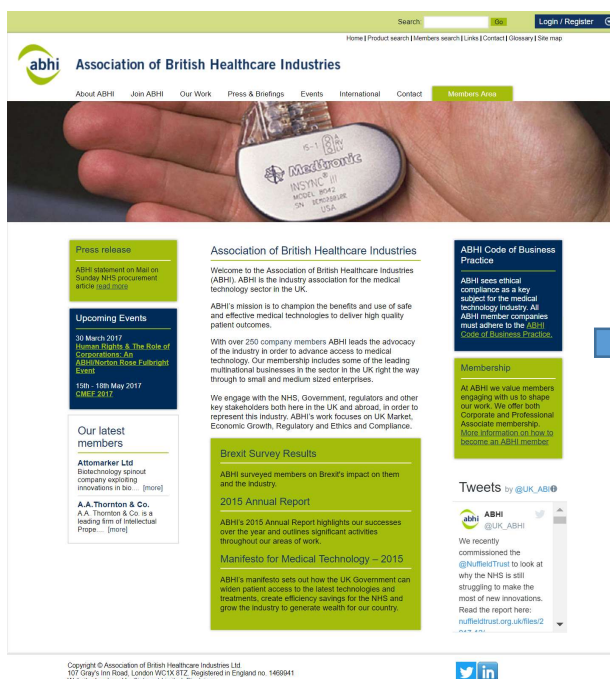 Search:
Go
Login / Register
Home | Product search | Members search | Links | Contact | Glossary | Site map
abhi
Association of British Healthcare Industries
About ABHI Join ABHI Our Work Press & Briefings Events International Contact Members Area
IS-1
Medtronic
INSYNC III
MODEL 8042
SN
USA
Press release
ABHI statement on Mail on
Sunday NHS procurement
article read more
Upcoming Events
30 March 2017
Human Rights & The Role of
Corporations: An
ABHI/Norton Rose Fulbright
Event
15th - 18th May 2017
CMEF 2017
Our latest
members
Attomarker Ltd
Biotechnology spinout
company exploiting
innovations in bio... [more]
A.A.Thornton & Co.
A.A. Thornton & Co. is a
leading firm of Intellectual
Prope... [more]
Association of British Healthcare Industries
Welcome to the Association of British Healthcare Industries
(ABHI). ABHI is the industry association for the medical
technology sector in the UK.
ABHI's mission is to champion the benefits and use of safe
and effective medical technologies to deliver high quality
patient outcomes.
With over 250 company members ABHI leads the advocacy
of the industry in order to advance access to medical
technology. Our membership includes some of the leading
multinational businesses in the sector in the UK right the way
through to small and medium sized enterprises.
We engage with the NHS, Government, regulators and other
key stakeholders both here in the UK and abroad, in order to
represent this industry. ABHI's work focuses on UK Market,
Economic Growth, Regulatory and Ethics and Compliance.
Brexit Survey Results
ABHI surveyed members on Brexit's impact on them
and the industry.
2015 Annual Report
ABHI's 2015 Annual Report highlights our successes
over the year and outlines significant activities
throughout our areas of work.
Manifesto for Medical Technology – 2015
ABHI's manifesto sets out how the UK Government can
widen patient access to the latest technologies and
treatments, create efficiency savings for the NHS and
grow the industry to generate wealth for our country.
ABHI Code of Business
Practice
ABHI sees ethical
compliance as a key
subject for the medical
technology industry. All
ABHI member companies
must adhere to the ABHI
Code of Business Practice.
Membership
At ABHI we value members
engaging with us to shape
our work. We offer both
Corporate and Professional
Associate membership.
More information on how to
become an ABHI member
Tweets by @UK_ABHI
abhi
ABHI
@UK_ABHI
We recently
commissioned the
@NuffieldTrust to look at
why the NHS is still
struggling to make the
most of new innovations.
Read the report here:
nuffieldtrust.org.uk/files/2
Copyright © Association of British Healthcare Industries Ltd.
107 Gray's Inn Road, London WC1X 8TZ, Registered in England no. 1469941
in